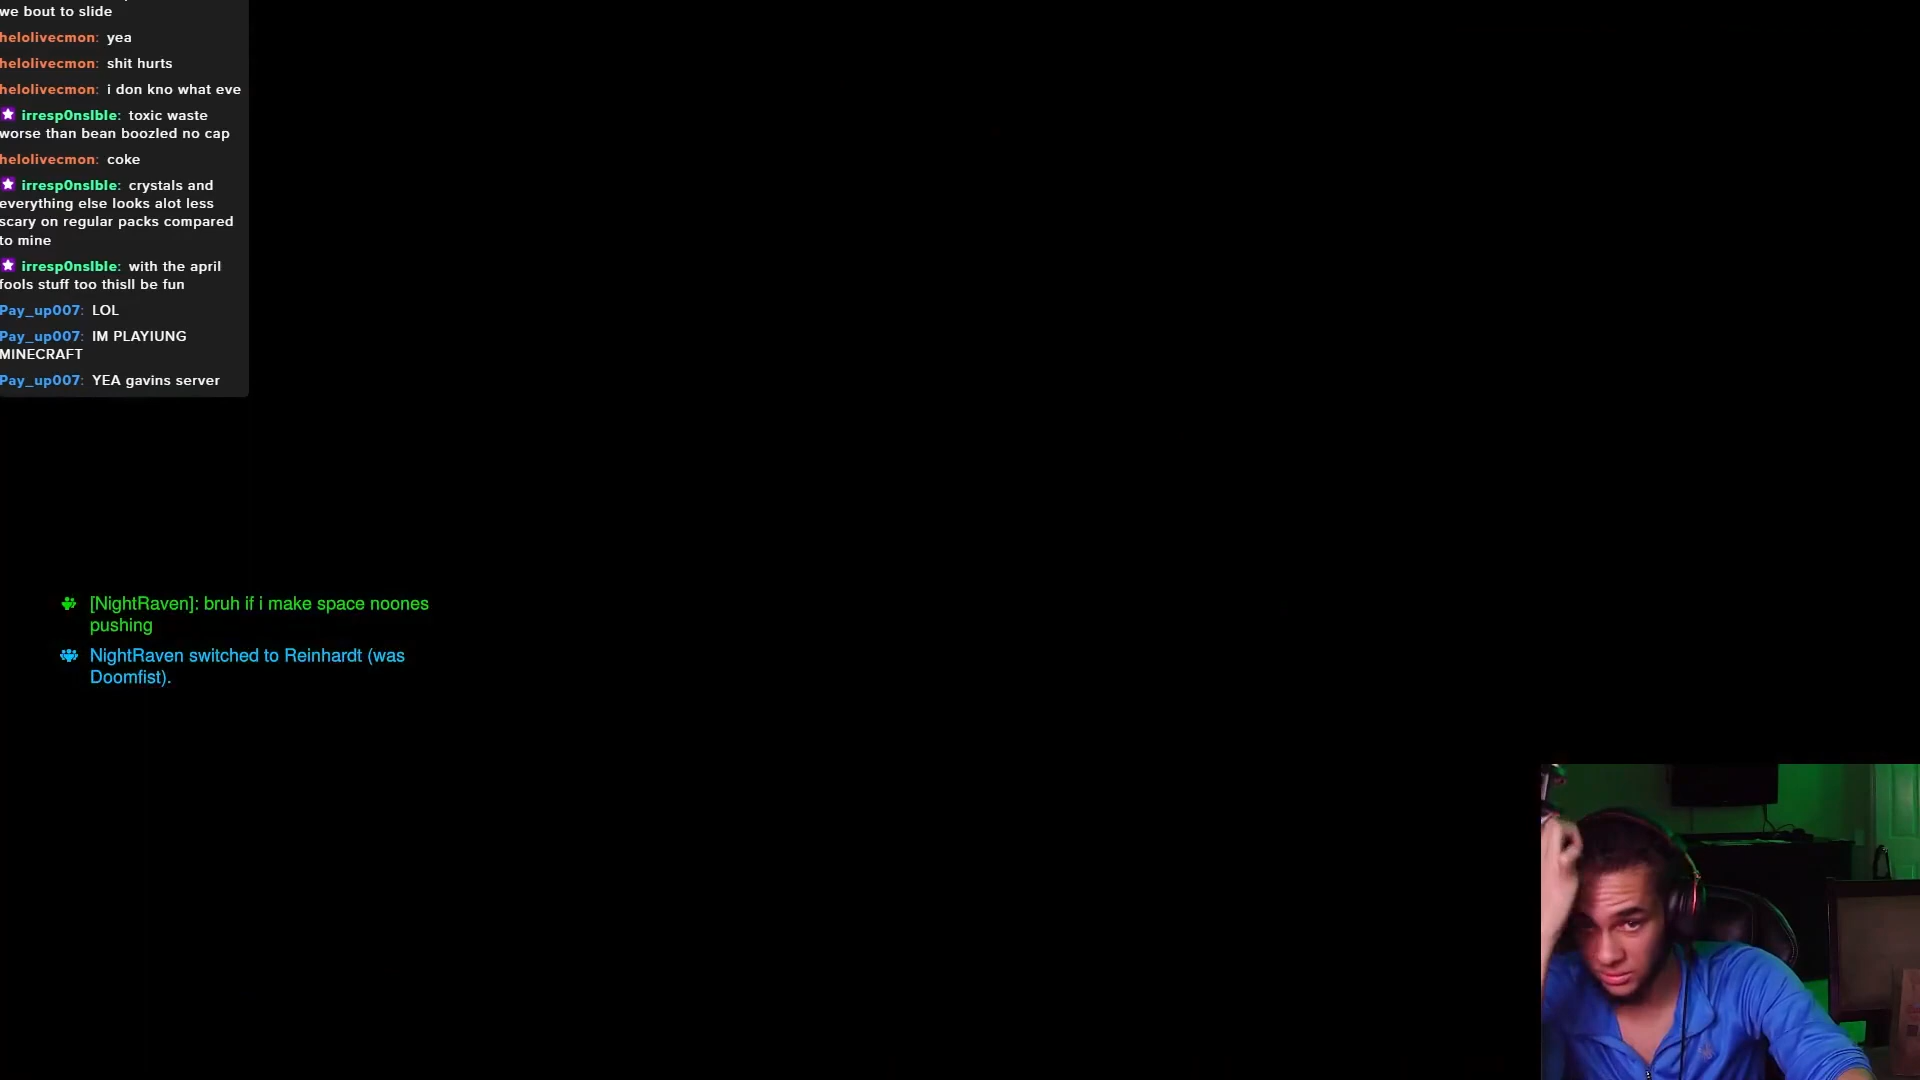 we bout to slide
helolivecmon: yea
helolivecmon: shit hurts
helolivecmon: i don kno what eve
irresp0nsIble: toxic waste
worse than bean boozled no cap
helolivecmon: coke
irresp0nsIble: crystals and
everything else looks alot less
scary on regular packs compared
to mine
irresp0nsIble: with the april
fools stuff too thisll be fun
Pay_up007: LOL
Pay_up007: IM PLAYIUNG
MINECRAFT
Pay_up007: YEA gavins server
[NightRaven]: bruh if i make space noones
pushing
NightRaven switched to Reinhardt (was
Doomfist).